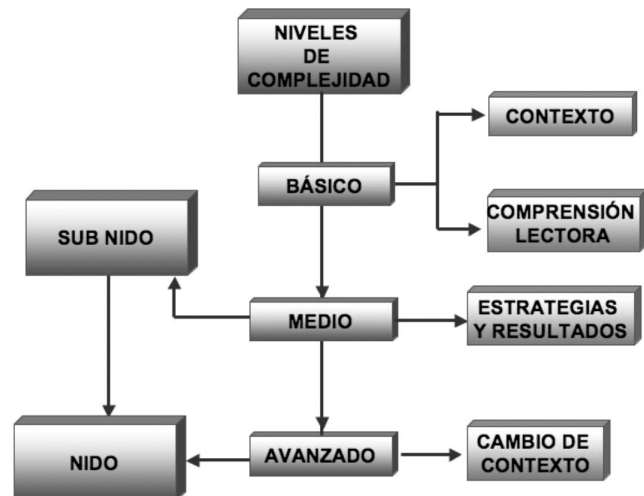 NIVELES
DE
COMPLEJIDAD
CONTEXTO
BÁSICO
COMPRENSIÓN
LECTORA
SUB NIDO
MEDIO
ESTRATEGIAS
Y RESULTADOS
NIDO
AVANZADO
CAMBIO DE
CONTEXTO